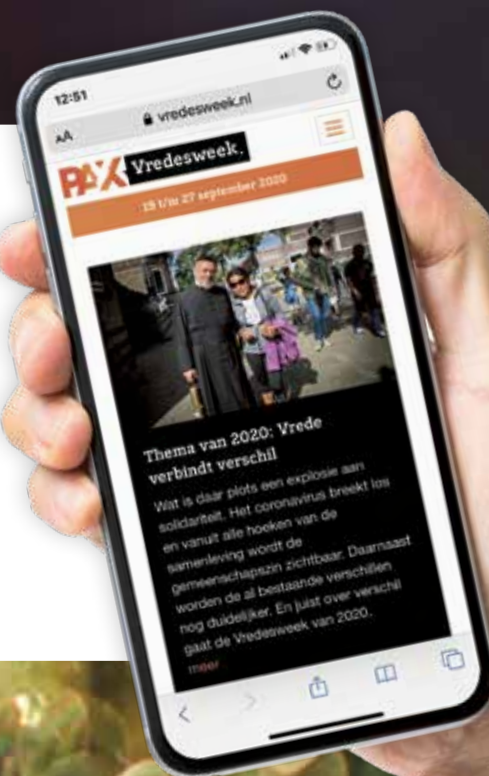 12:51
AA vredesweek.nl
PAX Vredesweek.
19 t/m 27 september 2020
Thema van 2020: Vrede
verbindt verschil
Wat is daar plots een explosie aan
solidariteit. Het coronavirus breekt los
en vanuit alle hoeken van de
samenleving wordt de
gemeenschapszin zichtbaar. Daarnaast
worden de al bestaande verschillen
nog duidelijker. En juist over verschil
gaat de Vredesweek van 2020.
meer